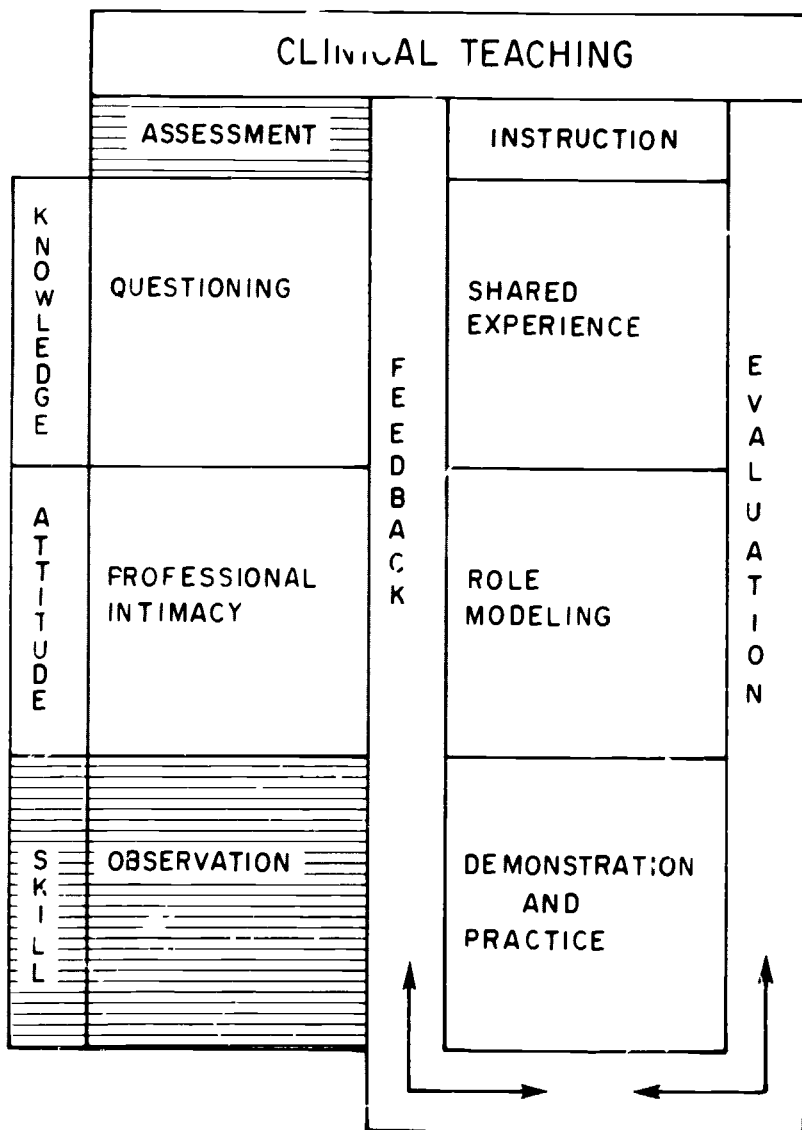 CLINICAL TEACHING
ASSESSMENT
INSTRUCTION
KNOWLEDGE
QUESTIONING
SHARED
EXPERIENCE
FEEDBACK
EVALUATION
ATTITUDE
PROFESSIONAL
INTIMACY
ROLE
MODELING
SKILL
OBSERVATION
DEMONSTRATION
AND
PRACTICE